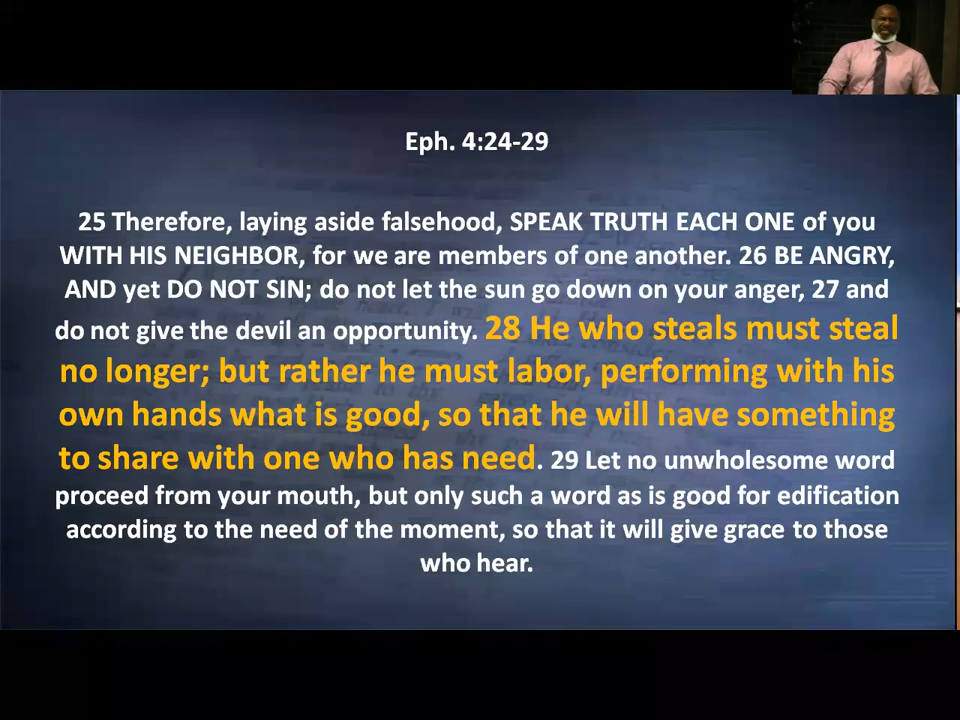 Eph. 4:24-29
25 Therefore, laying aside falsehood, SPEAK TRUTH EACH ONE of you
WITH HIS NEIGHBOR, for we are members of one another. 26 BE ANGRY,
AND yet DO NOT SIN; do not let the sun go down on your anger, 27 and
do not give the devil an opportunity. 28 He who steals must steal
no longer; but rather he must labor, performing with his
own hands what is good, so that he will have something
to share with one who has need. 29 Let no unwholesome word
proceed from your mouth, but only such a word as is good for edification
according to the need of the moment, so that it will give grace to those
who hear.